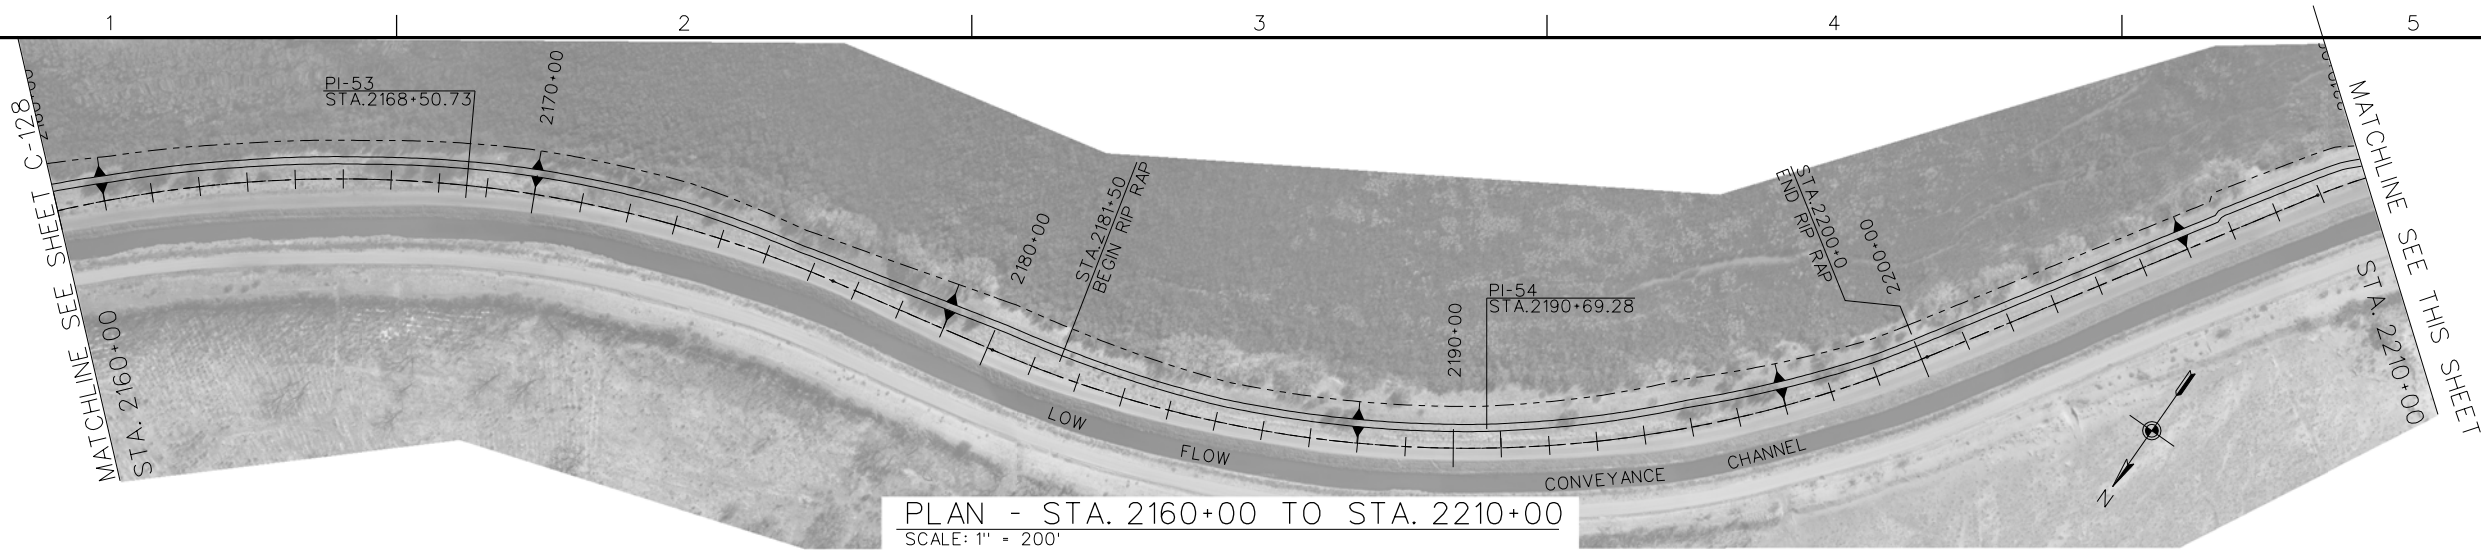 1 2 3 4 5
MATCHLINE SEE SHEET C-128
STA. 2160+00
PI-53
STA.2168+50.73
2170+00
2180+00
STA.2181+50
BEGIN RIP RAP
2190+00
PI-54
STA.2190+69.28
STA.2200+0
END RIP RAP
2200+00
MATCHLINE SEE THIS SHEET
STA. 2210+00
LOW FLOW CONVEYANCE CHANNEL
N
PLAN - STA. 2160+00 TO STA. 2210+00
SCALE: 1" = 200'